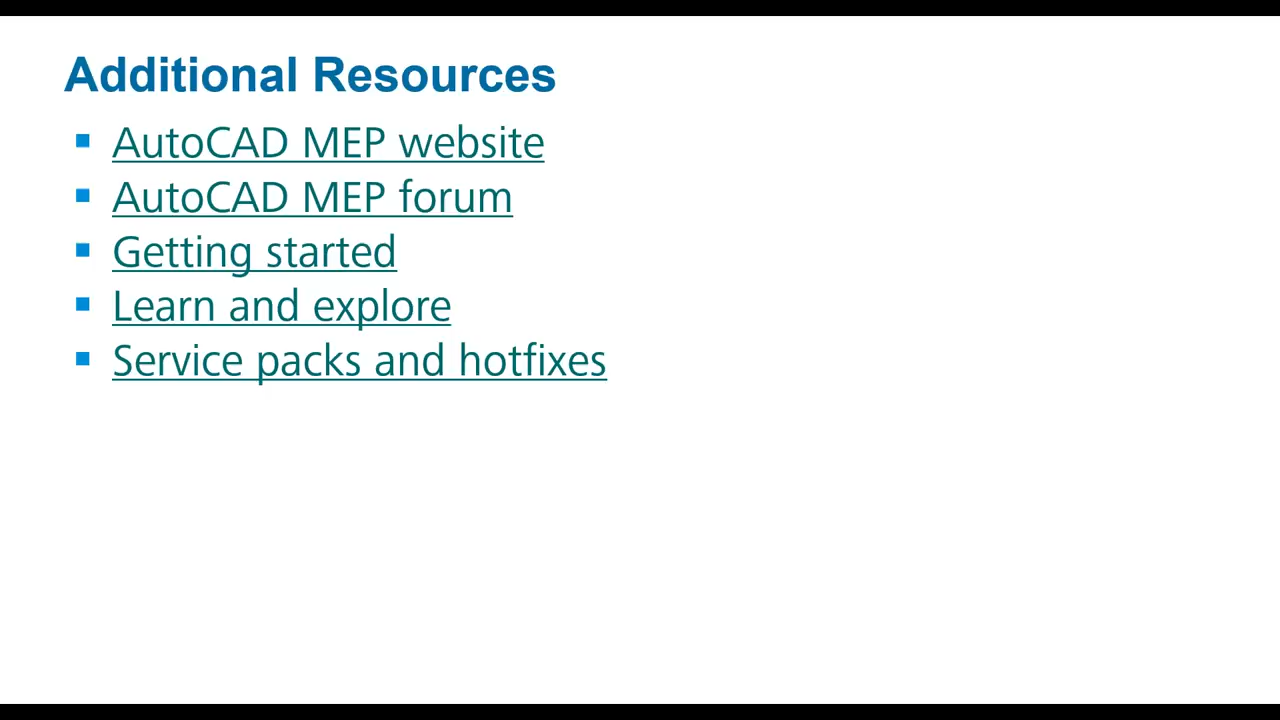 Additional Resources
AutoCAD MEP website
AutoCAD MEP forum
Getting started
Learn and explore
Service packs and hotfixes